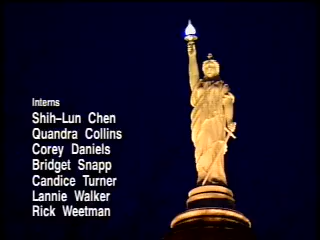 Interns
Shih-Lun Chen
Quandra Collins
Corey Daniels
Bridget Snapp
Candice Turner
Lannie Walker
Rick Weetman